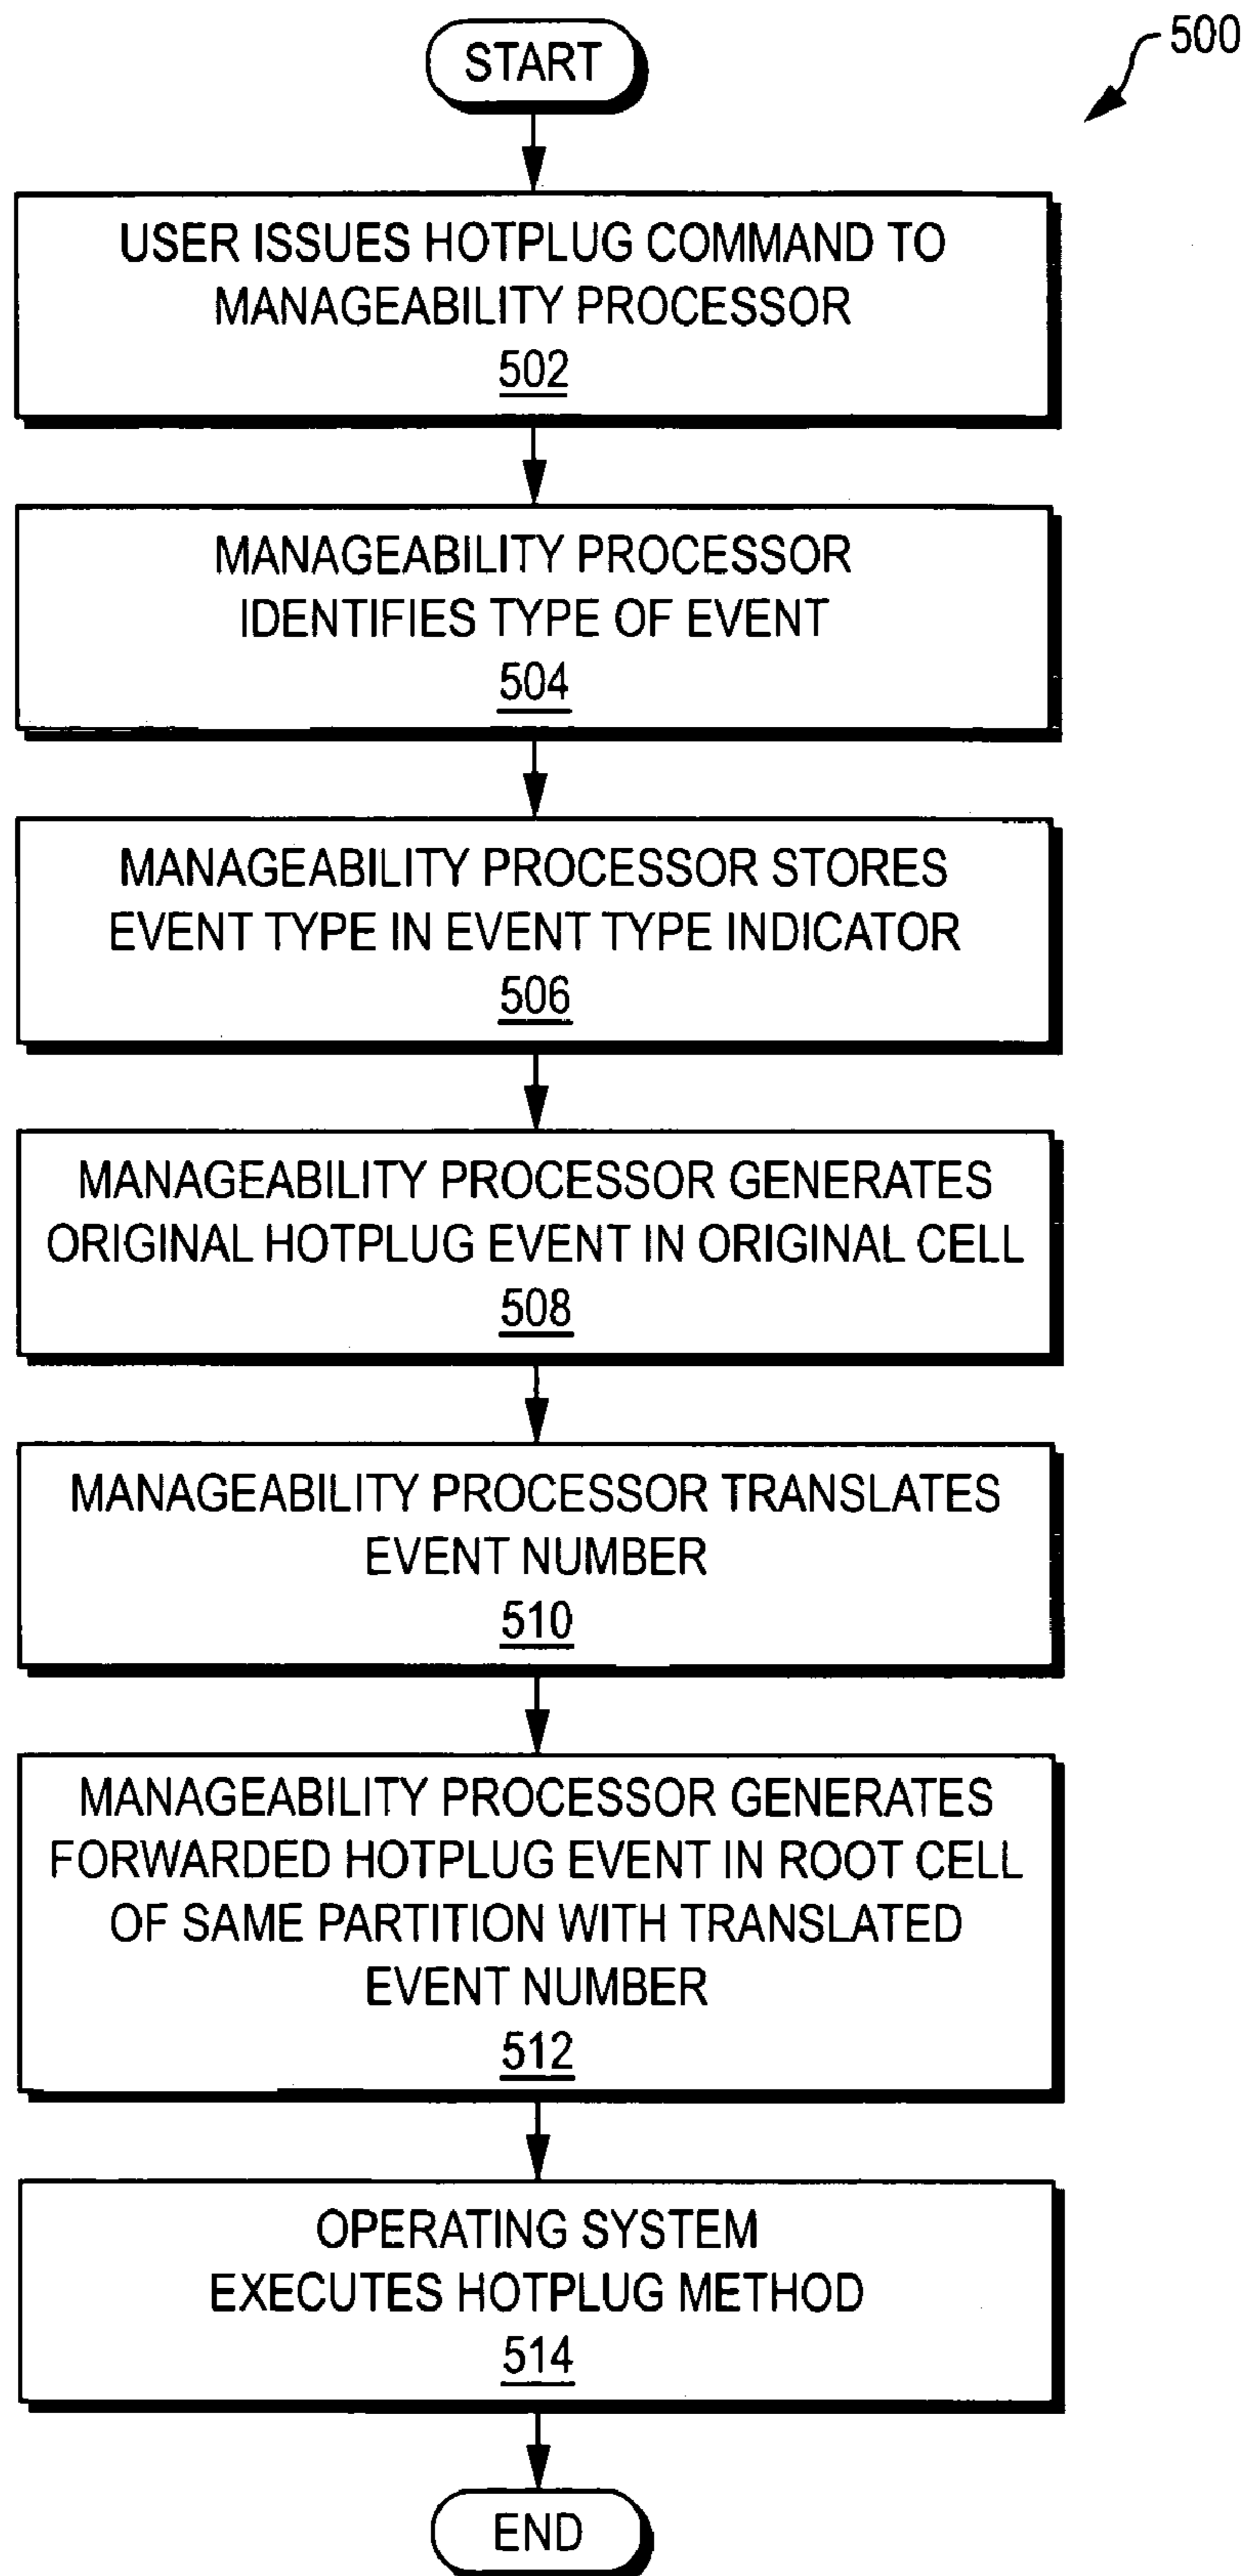 START
500
USER ISSUES HOTPLUG COMMAND TO
MANAGEABILITY PROCESSOR
502
MANAGEABILITY PROCESSOR
IDENTIFIES TYPE OF EVENT
504
MANAGEABILITY PROCESSOR STORES
EVENT TYPE IN EVENT TYPE INDICATOR
506
MANAGEABILITY PROCESSOR GENERATES
ORIGINAL HOTPLUG EVENT IN ORIGINAL CELL
508
MANAGEABILITY PROCESSOR TRANSLATES
EVENT NUMBER
510
MANAGEABILITY PROCESSOR GENERATES
FORWARDED HOTPLUG EVENT IN ROOT CELL
OF SAME PARTITION WITH TRANSLATED
EVENT NUMBER
512
OPERATING SYSTEM
EXECUTES HOTPLUG METHOD
514
END